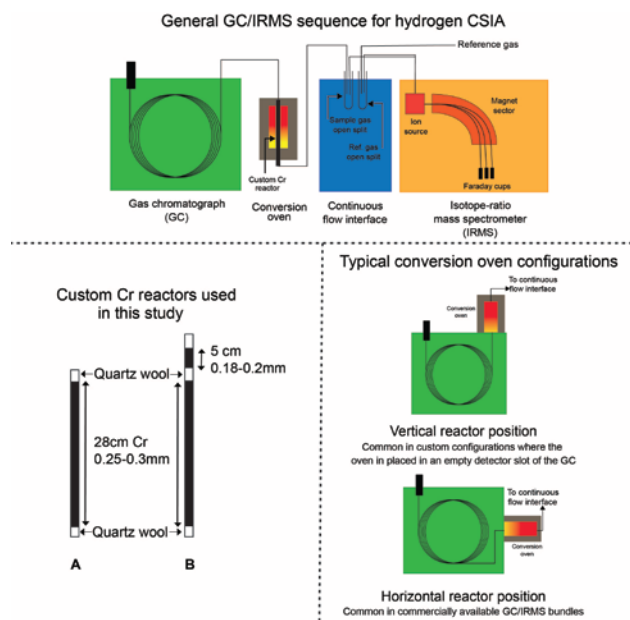 General GC/IRMS sequence for hydrogen CSIA
Reference gas
Sample gas
open split
Ref. gas
open split
Ion
source
Magnet
sector
Faraday cups
Custom Cr
reactor
Gas chromatograph
(GC)
Conversion
oven
Continuous
flow interface
Isotope-ratio
mass spectrometer
(IRMS)
Custom Cr reactors used
in this study
5 cm
0.18-0.2mm
Quartz wool
28cm Cr
0.25-0.3mm
Quartz wool
A
B
Typical conversion oven configurations
To continuous
flow interface
Conversion
oven
Vertical reactor position
Common in custom configurations where the
oven in placed in an empty detector slot of the GC
To continuous
flow interface
Conversion
oven
Horizontal reactor position
Common in commercially available GC/IRMS bundles